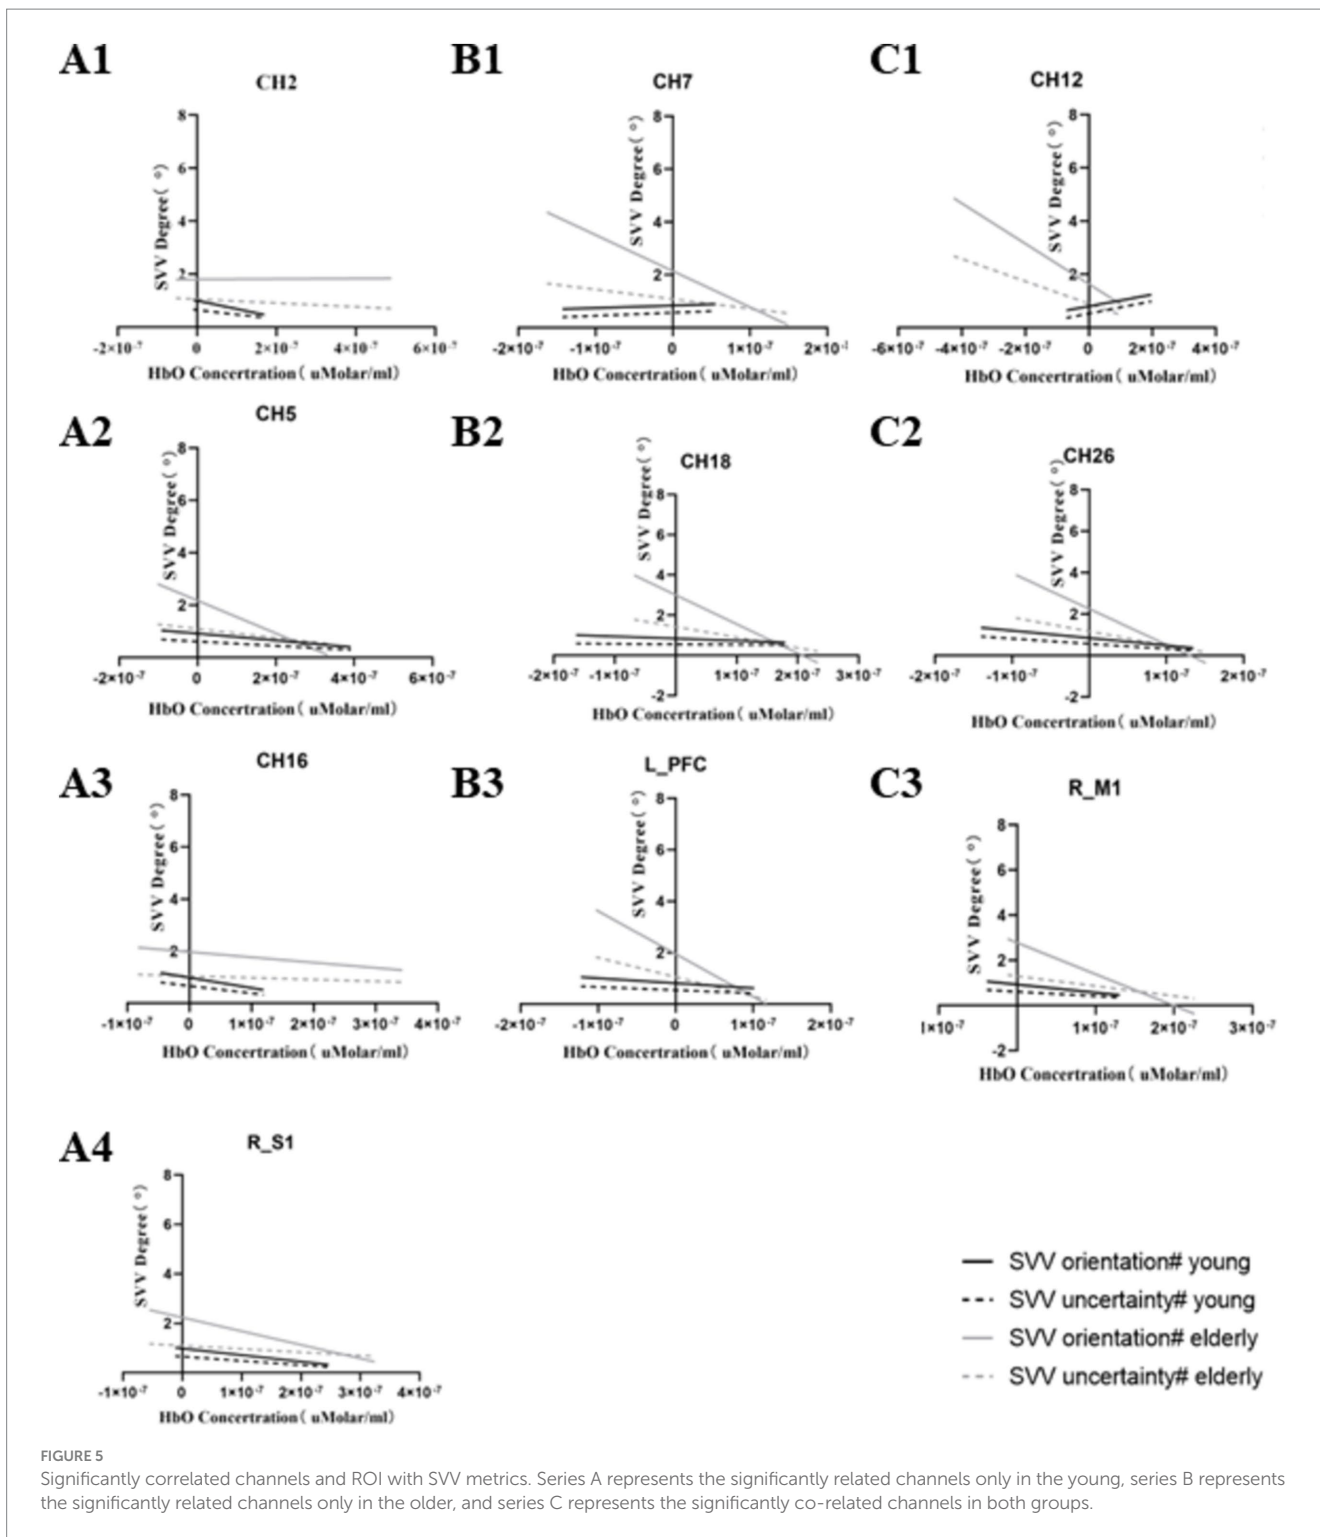 A1
CH2
SVV Degree( °)
8
6
4
2
-2×10⁻⁷ 0 2×10⁻⁷ 4×10⁻⁷ 6×10⁻⁷
HbO Concertration( uMolar/ml)
B1
CH7
SVV Degree( °)
8
6
4
2
-2×10⁻⁷ -1×10⁻⁷ 0 1×10⁻⁷ 2×10⁻
HbO Concertration( uMolar/ml)
C1
CH12
SVV Degree( °)
8
6
4
2
-6×10⁻⁷ -4×10⁻⁷ -2×10⁻⁷ 0 2×10⁻⁷ 4×10⁻⁷
HbO Concertration( uMolar/ml)
A2
CH5
SVV Degree( °)
8
6
4
2
-2×10⁻⁷ 0 2×10⁻⁷ 4×10⁻⁷ 6×10⁻⁷
HbO Concertration( uMolar/ml)
B2
CH18
SVV Degree( °)
8
6
4
2
-2
-2×10⁻⁷ -1×10⁻⁷ 1×10⁻⁷ 2×10⁻⁷ 3×10⁻⁷
HbO Concertration( uMolar/ml)
C2
CH26
SVV Degree( °)
8
6
4
2
-2
-2×10⁻⁷ -1×10⁻⁷ 1×10⁻⁷ 2×10⁻⁷
HbO Concertration( uMolar/ml)
A3
CH16
SVV Degree( °)
8
6
4
2
-1×10⁻⁷ 0 1×10⁻⁷ 2×10⁻⁷ 3×10⁻⁷ 4×10⁻⁷
HbO Concertration( uMolar/ml)
B3
L_PFC
SVV Degree( °)
8
6
4
2
-2×10⁻⁷ -1×10⁻⁷ 0 1×10⁻⁷ 2×10⁻⁷
HbO Concertration( uMolar/ml)
C3
R_M1
SVV Degree( °)
8
6
4
2
-2
1×10⁻⁷ 1×10⁻⁷ 2×10⁻⁷ 3×10⁻⁷
HbO Concertration( uMolar/ml)
A4
R_S1
SVV Degree( °)
8
6
4
2
-1×10⁻⁷ 0 1×10⁻⁷ 2×10⁻⁷ 3×10⁻⁷ 4×10⁻⁷
HbO Concertration( uMolar/ml)
SVV orientation# young
SVV uncertainty# young
SVV orientation# elderly
SVV uncertainty# elderly
FIGURE 5
Significantly correlated channels and ROI with SVV metrics. Series A represents the significantly related channels only in the young, series B represents
the significantly related channels only in the older, and series C represents the significantly co-related channels in both groups.